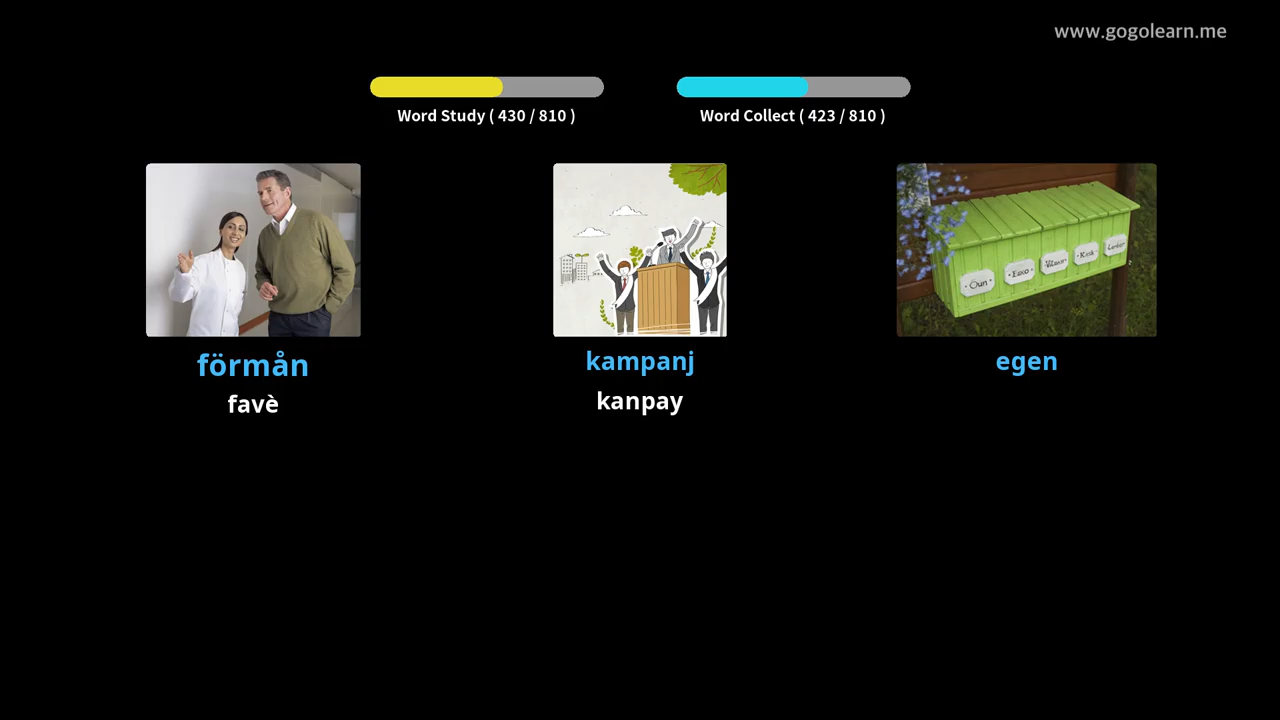 www.gogolearn.me
Word Study ( 430 / 810 )
Word Collect ( 423 / 810 )
förmån
kampanj
egen
favè
kanpay